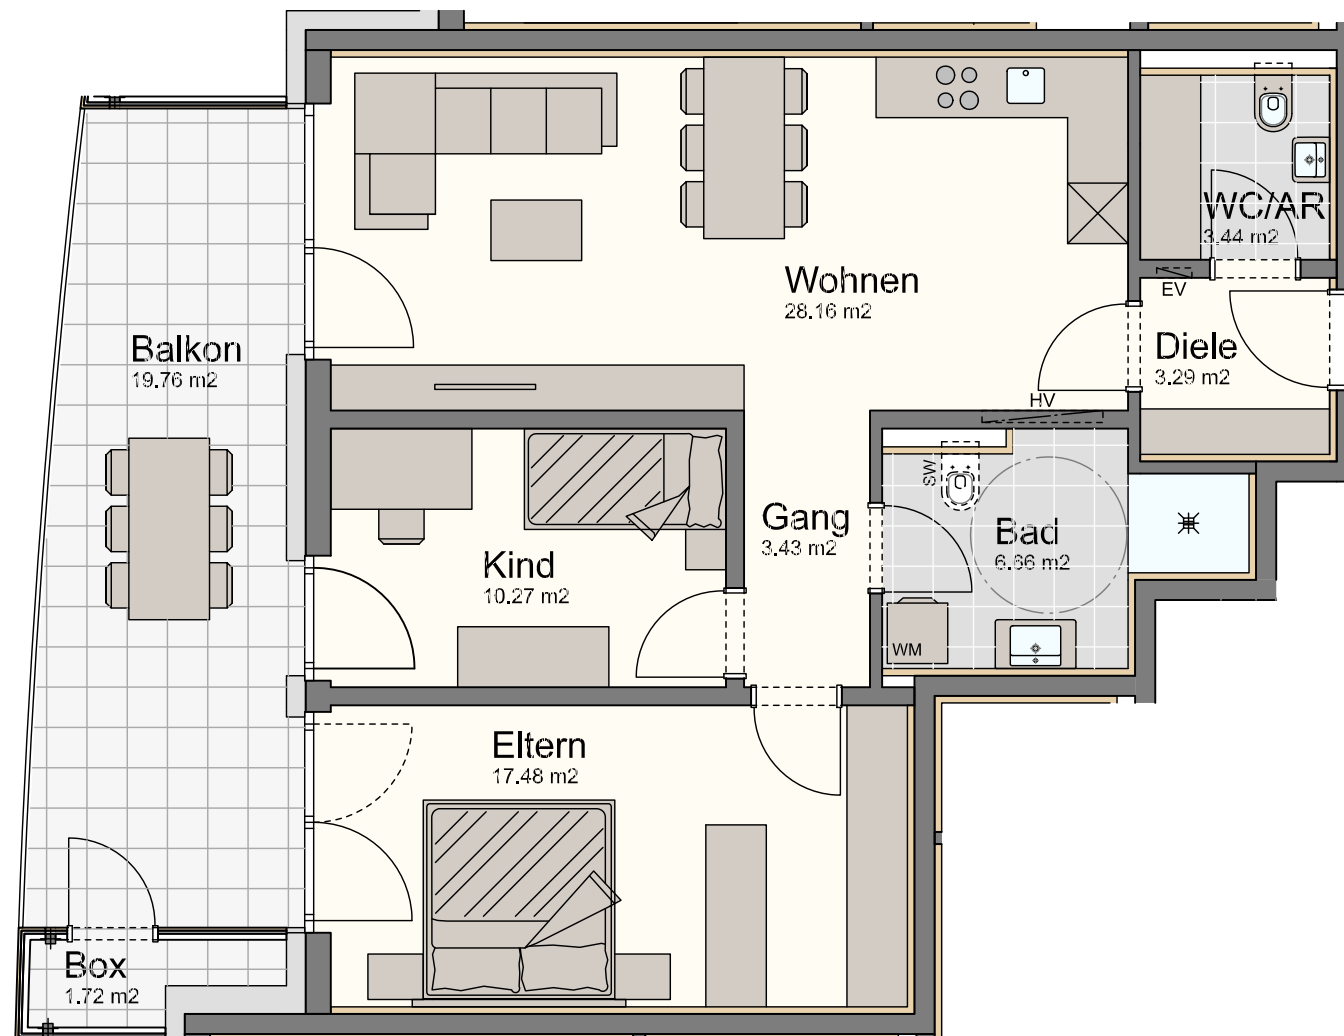 WC/AR
3.44 m2
Wohnen
28.16 m2
EV
Balkon
19.76 m2
Diele
3.29 m2
HV
SW
Gang
3.43 m2
Bad
6.66 m2
Kind
10.27 m2
WM
Eltern
17.48 m2
Box
1.72 m2